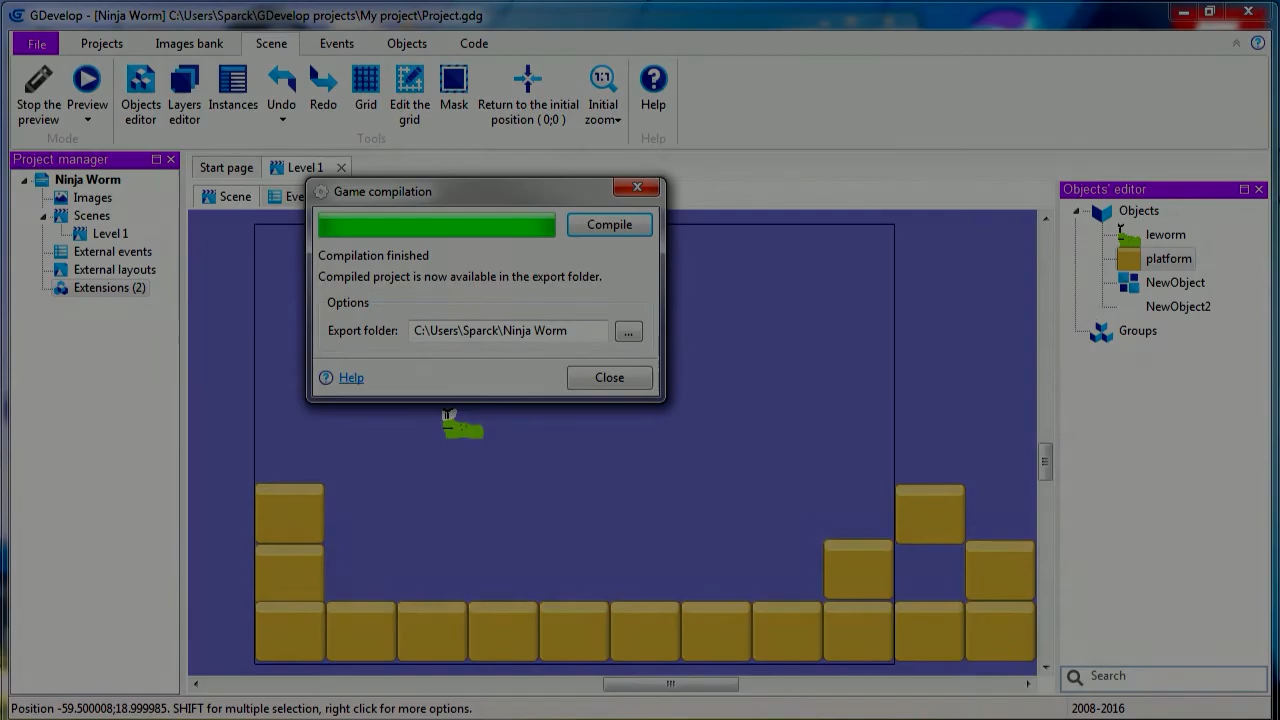 GDevelop - [Ninja Worm] C:\Users\Sparck\GDevelop projects\My project\Project.gdg
File Projects Images bank Scene Events Objects Code
Stop the preview
Preview
Objects editor
Layers editor
Instances
Undo
Redo
Grid
Edit the grid
Mask
Return to the initial position ( 0;0 )
Initial zoom
Help
Mode
Tools
Help
Project manager
Ninja Worm
Images
Scenes
Level 1
External events
External layouts
Extensions (2)
Start page
Level 1
Scene
Eve
Game compilation
Compile
Compilation finished
Compiled project is now available in the export folder.
Options
Export folder: C:\Users\Sparck\Ninja Worm ...
Help
Close
Objects' editor
Objects
leworm
platform
NewObject
NewObject2
Groups
Search
Position -59.500008;18.999985. SHIFT for multiple selection, right click for more options.
2008-2016